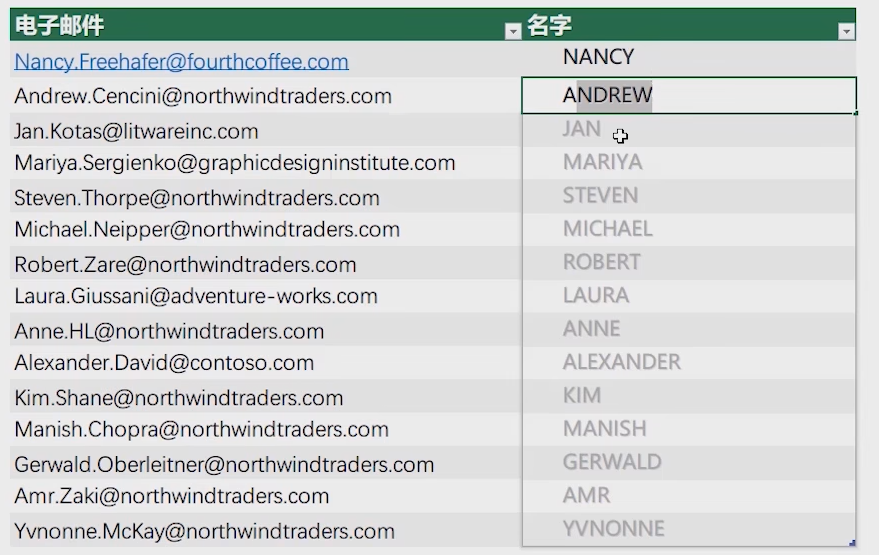 电子邮件 名字
Nancy.Freehafer@fourthcoffee.com NANCY
Andrew.Cencini@northwindtraders.com ANDREW
Jan.Kotas@litwareinc.com JAN
Mariya.Sergienko@graphicdesigninstitute.com MARIYA
Steven.Thorpe@northwindtraders.com STEVEN
Michael.Neipper@northwindtraders.com MICHAEL
Robert.Zare@northwindtraders.com ROBERT
Laura.Giussani@adventure-works.com LAURA
Anne.HL@northwindtraders.com ANNE
Alexander.David@contoso.com ALEXANDER
Kim.Shane@northwindtraders.com KIM
Manish.Chopra@northwindtraders.com MANISH
Gerwald.Oberleitner@northwindtraders.com GERWALD
Amr.Zaki@northwindtraders.com AMR
Yvnonne.McKay@northwindtraders.com YVNONNE